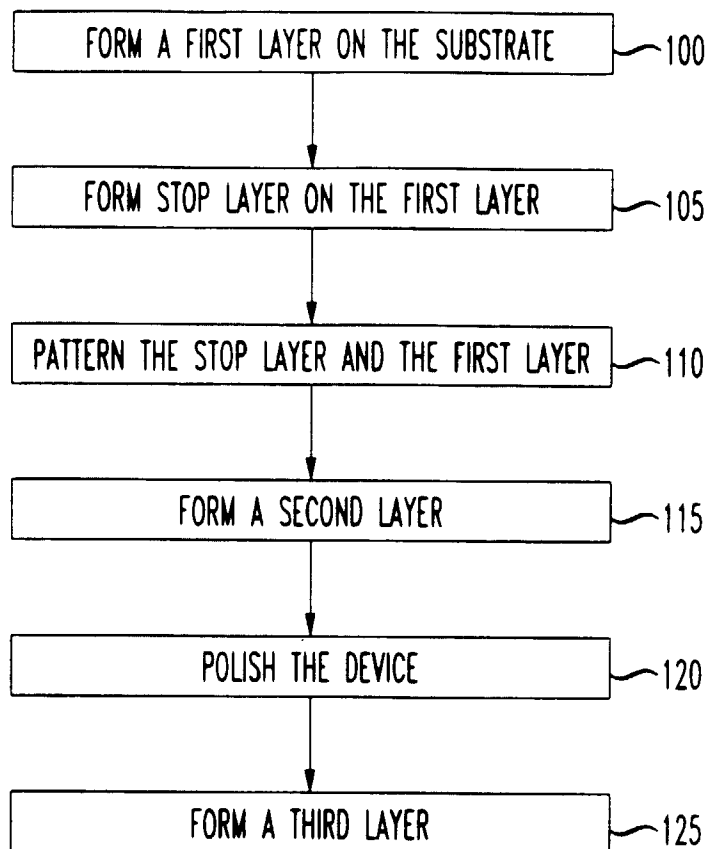 FORM A FIRST LAYER ON THE SUBSTRATE 100
FORM STOP LAYER ON THE FIRST LAYER 105
PATTERN THE STOP LAYER AND THE FIRST LAYER 110
FORM A SECOND LAYER 115
POLISH THE DEVICE 120
FORM A THIRD LAYER 125